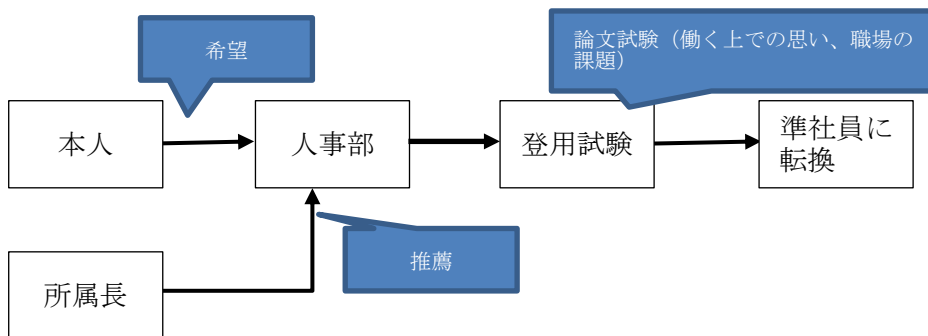 希望
論文試験（働く上での思い、職場の
課題）
本人
人事部
登用試験
準社員に
転換
推薦
所属長